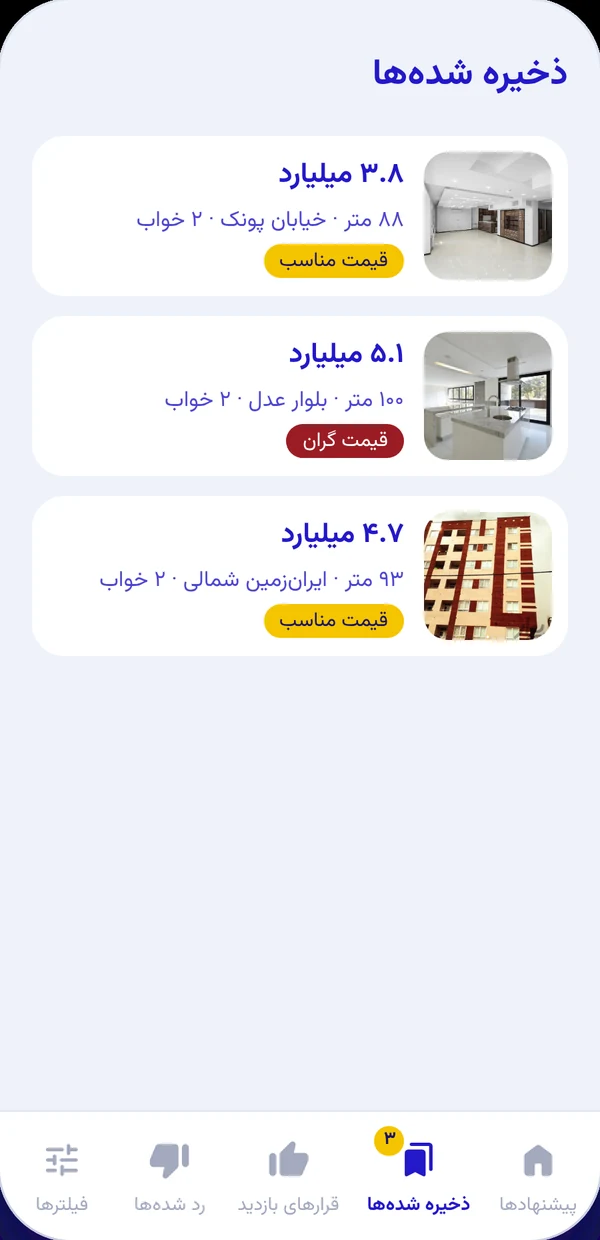 ذخیره شده‌ها
۳.۸ میلیارد
۸۸ متر · خیابان پونک · ۲ خواب
قیمت مناسب
۵.۱ میلیارد
۱۰۰ متر · بلوار عدل · ۲ خواب
قیمت گران
۴.۷ میلیارد
۹۳ متر · ایران‌زمین شمالی · ۲ خواب
قیمت مناسب
۳
پیشنهادها
ذخیره شده‌ها
قرارهای بازدید
رد شده‌ها
فیلترها